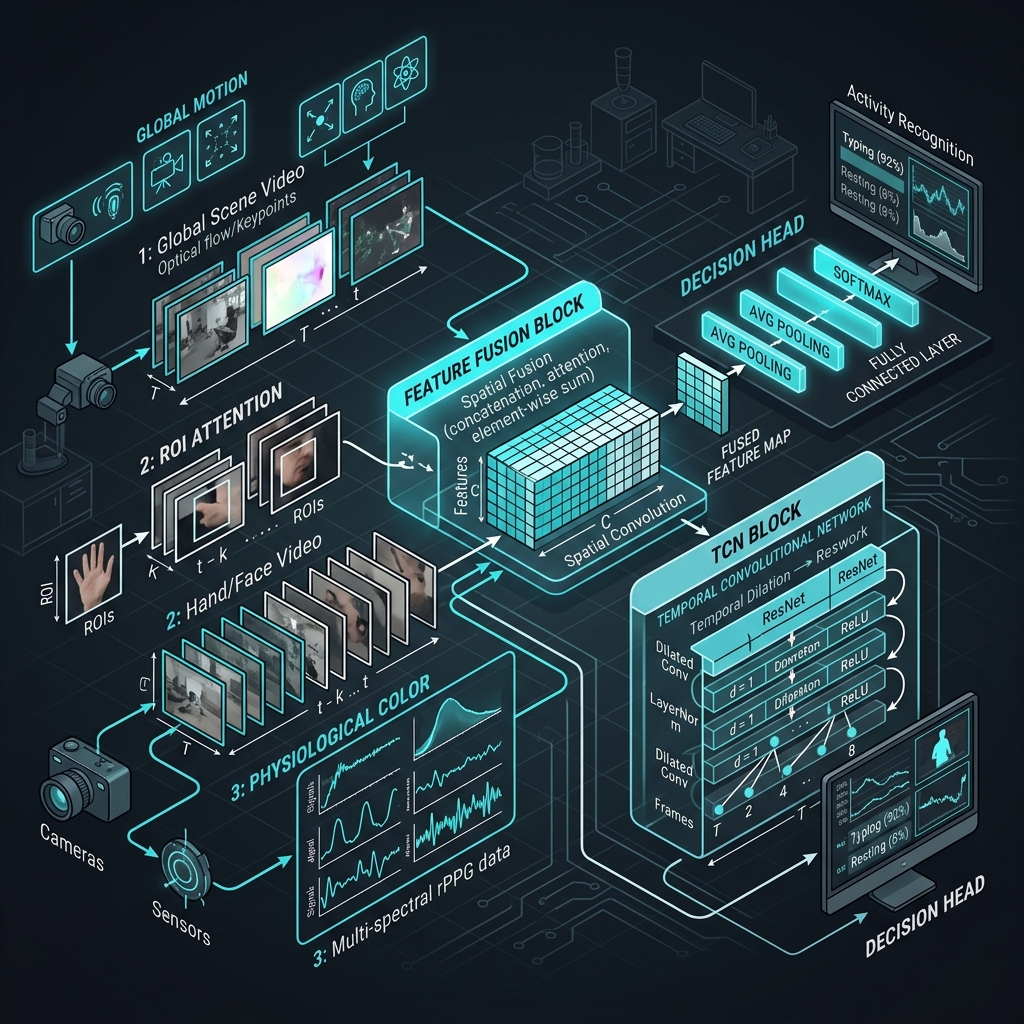 GLOBAL MOTION
1: Global Scene Video
Optical flow/Keypoints
T
T
t
2: ROI ATTENTION
ROI
ROIs
k
t - k
ROIs
2: Hand/Face Video
T
t - k ... t
Cameras
Sensors
3: PHYSIOLOGICAL COLOR
3: Multi-spectral rPPG data
FEATURE FUSION BLOCK
Spatial Fusion
(concatenation, attention,
element-wise sum)
Features
C
C
Spatial Convolution
FUSED
FEATURE MAP
DECISION HEAD
AVG POOLING
AVG POOLING
SOFTMAX
FULLY
CONNECTED LAYER
Activity Recognition
Typing (92%)
Resting (8%)
TCN BLOCK
TEMPORAL CONVOLUTIONAL NETWORK
Temporal Dilation → Reswork
ResNet
ResNet
Dilated
Conv
d = 1
ReLU
LayerNor
m
d = 1
ReLU
Dilated
Conv
d = 1
ReLU
8
Frames
T
2
4
T
Resting (6%)
DECISION HEAD